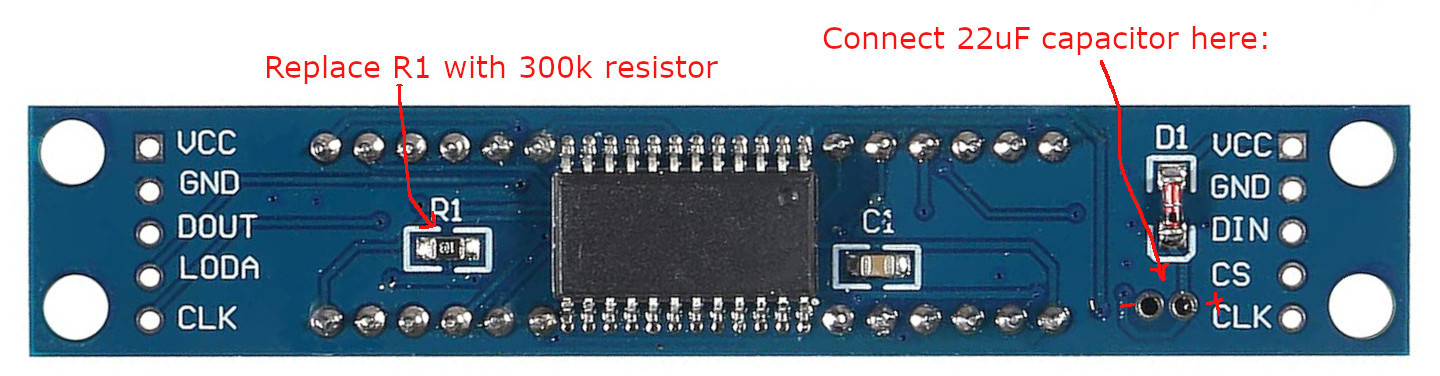 Connect 22uF capacitor here:
Replace R1 with 300k resistor
VCC
GND
DOUT
LODA
CLK
R1
103
C1
D1
VCC
GND
DIN
CS
CLK
- +